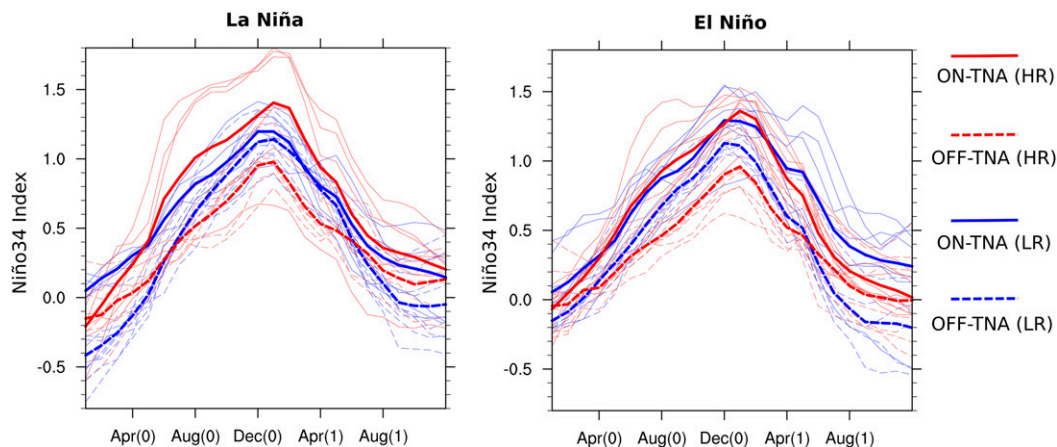 La Niña
El Niño
Niño34 Index
1.5
1.0
0.5
0.0
-0.5
Apr(0) Aug(0) Dec(0) Apr(1) Aug(1)
Niño34 Index
1.5
1.0
0.5
0.0
-0.5
Apr(0) Aug(0) Dec(0) Apr(1) Aug(1)
ON-TNA (HR)
OFF-TNA (HR)
ON-TNA (LR)
OFF-TNA (LR)